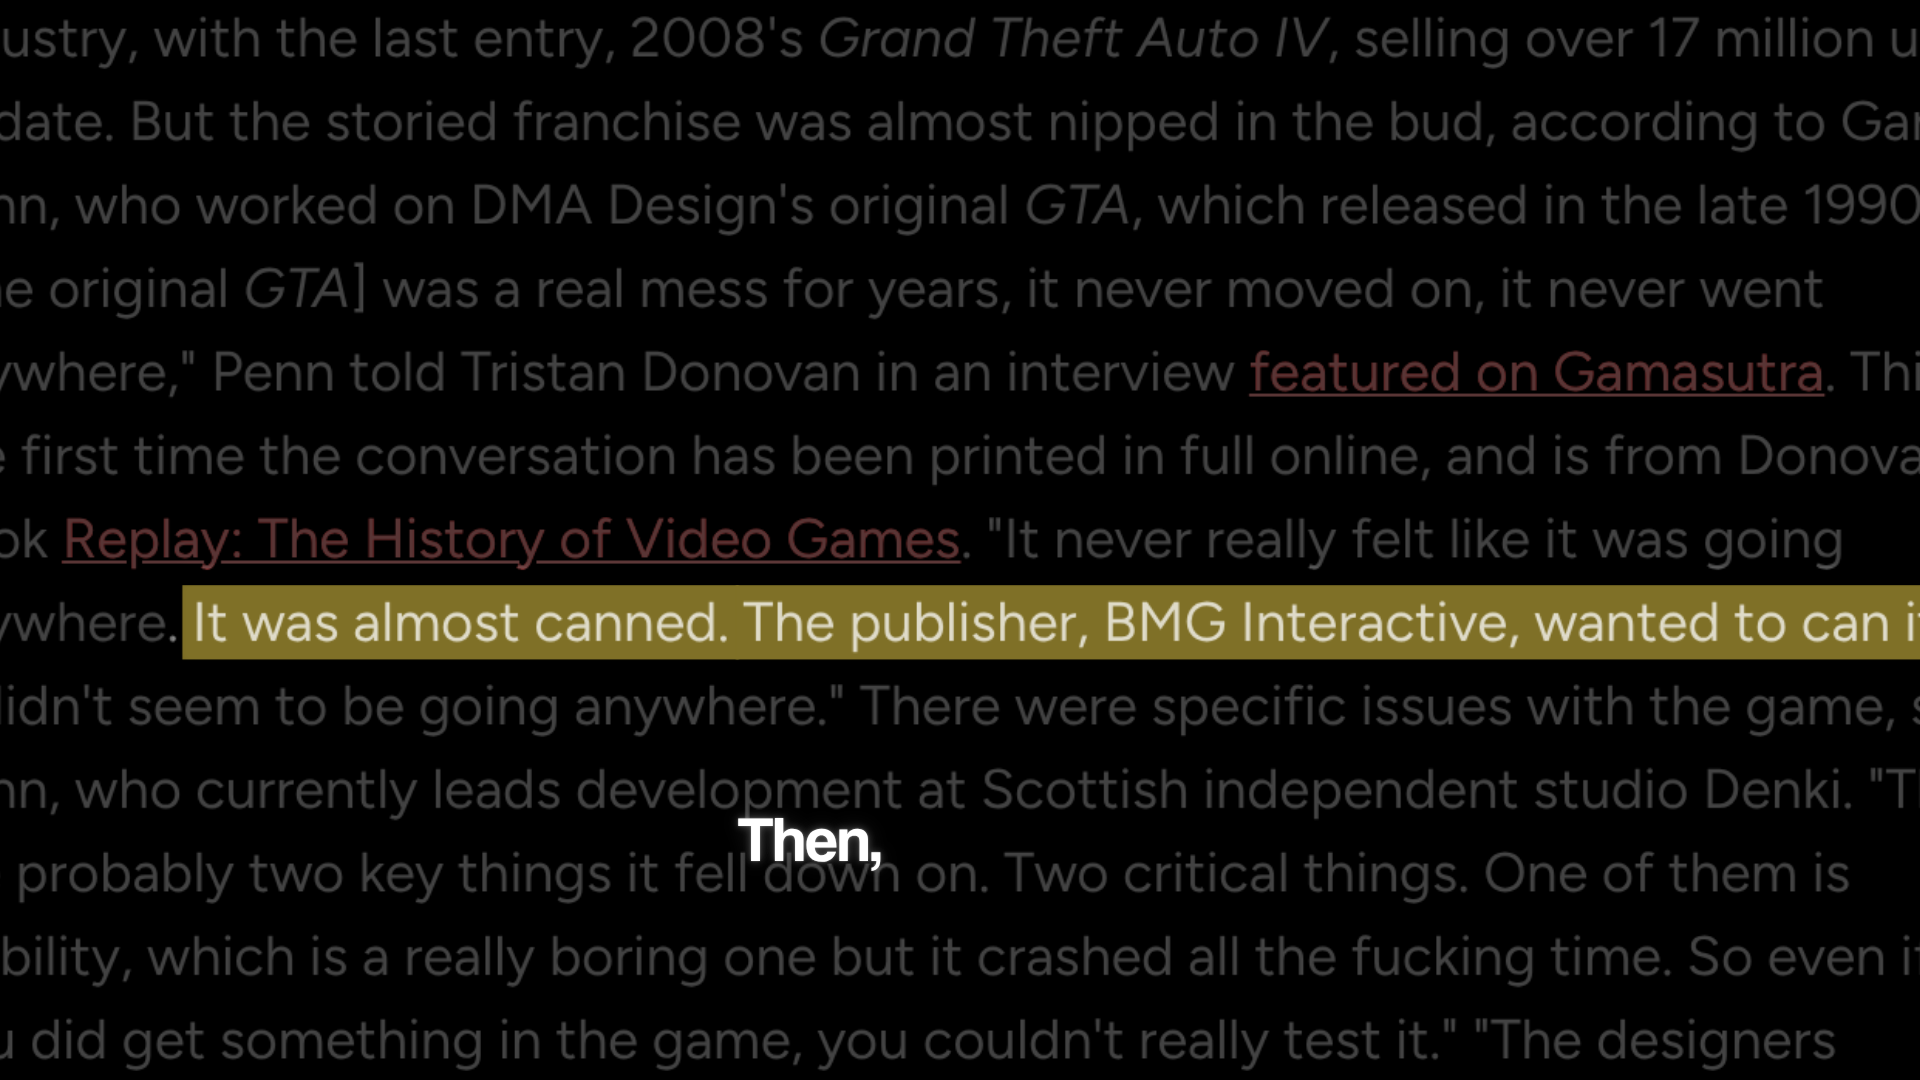 ustry, with the last entry, 2008's Grand Theft Auto IV, selling over 17 million u
date. But the storied franchise was almost nipped in the bud, according to Gar
nn, who worked on DMA Design's original GTA, which released in the late 1990
e original GTA] was a real mess for years, it never moved on, it never went
ywhere," Penn told Tristan Donovan in an interview featured on Gamasutra. Thi
e first time the conversation has been printed in full online, and is from Donova
ok Replay: The History of Video Games. "It never really felt like it was going
ywhere. It was almost canned. The publisher, BMG Interactive, wanted to can it
didn't seem to be going anywhere." There were specific issues with the game, s
nn, who currently leads development at Scottish independent studio Denki. "T
Then,
probably two key things it fell down on. Two critical things. One of them is
bility, which is a really boring one but it crashed all the fucking time. So even if
u did get something in the game, you couldn't really test it." "The designers